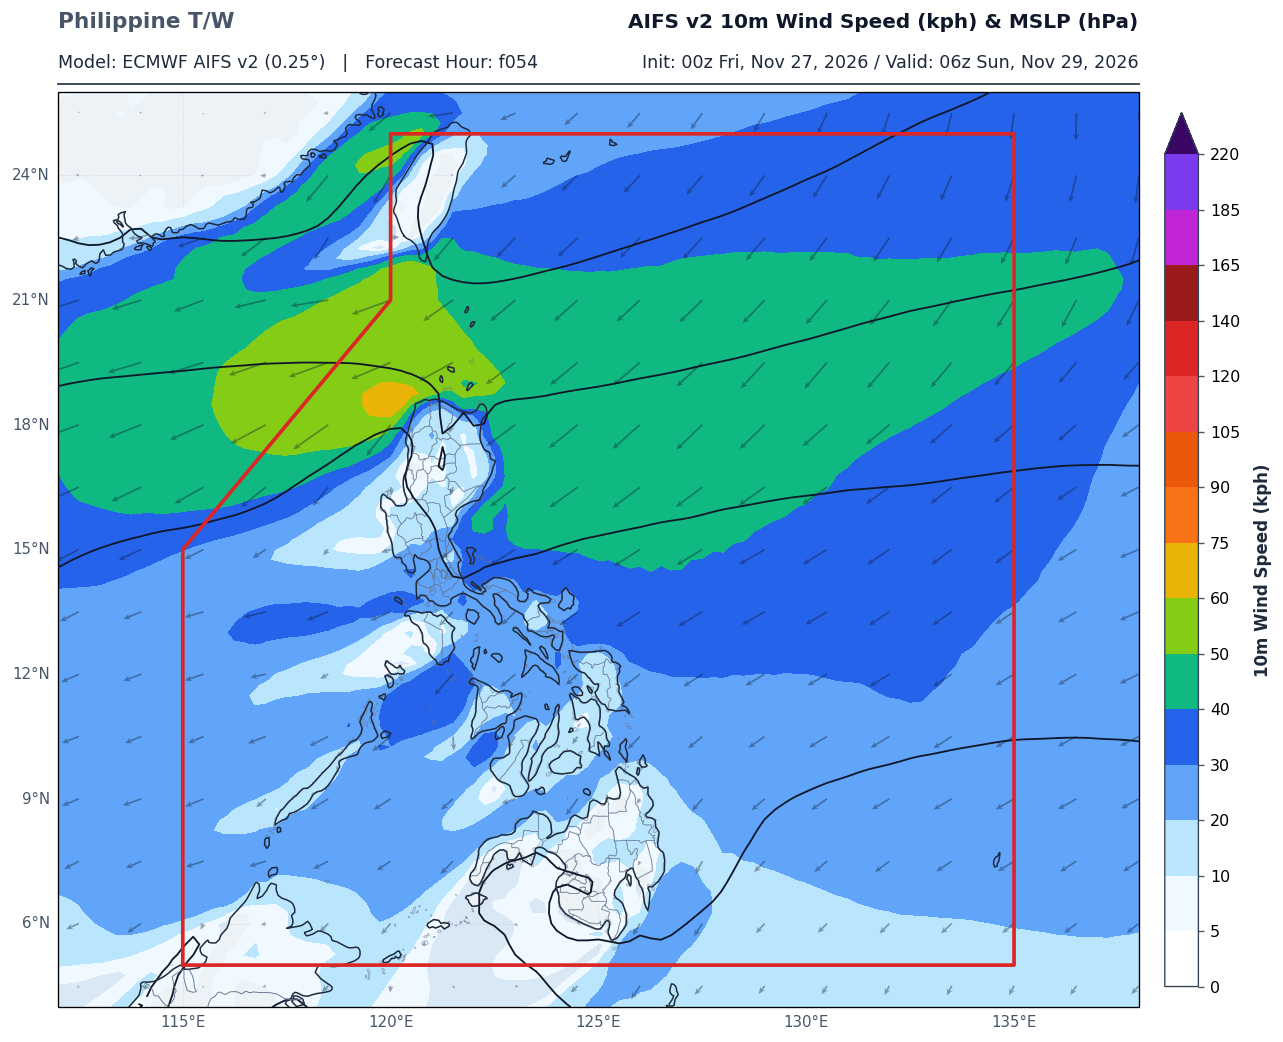 Philippine T/W
AIFS v2 10m Wind Speed (kph) & MSLP (hPa)
Model: ECMWF AIFS v2 (0.25°) | Forecast Hour: f054
Init: 00z Fri, Nov 27, 2026 / Valid: 06z Sun, Nov 29, 2026
24°N
21°N
18°N
15°N
12°N
9°N
6°N
115°E
120°E
125°E
130°E
135°E
220
185
165
140
120
105
90
75
60
50
40
30
20
10
5
0
10m Wind Speed (kph)